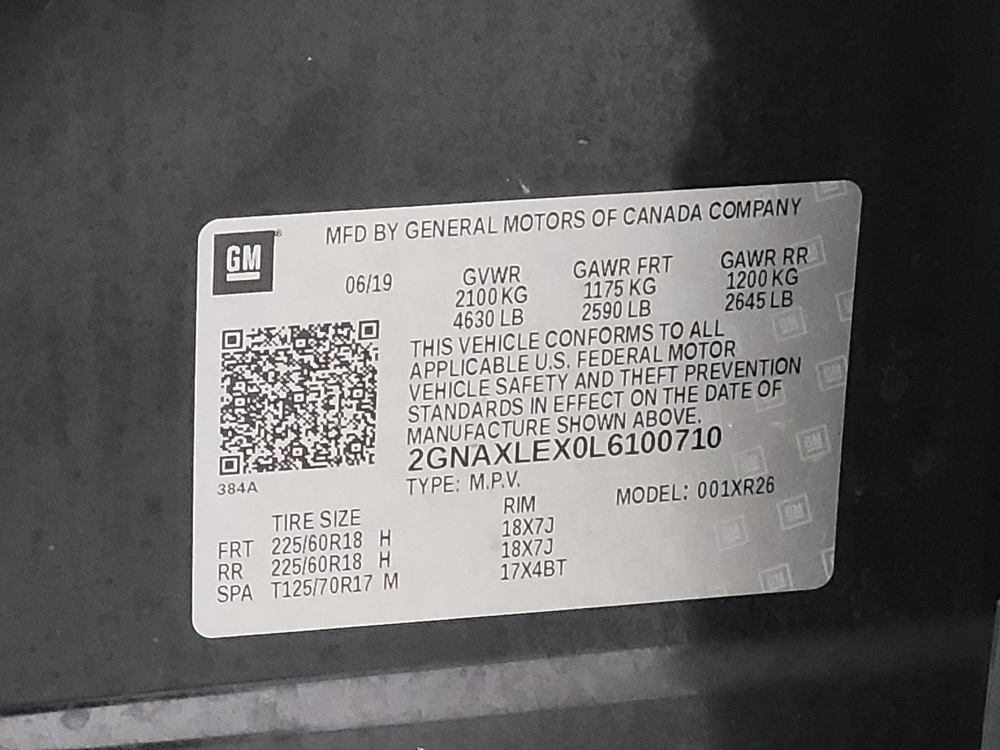 GM
MFD BY GENERAL MOTORS OF CANADA COMPANY
06/19
GVWR
2100 KG
4630 LB
GAWR FRT
1175 KG
2590 LB
GAWR RR
1200 KG
2645 LB
THIS VEHICLE CONFORMS TO ALL
APPLICABLE U.S. FEDERAL MOTOR
VEHICLE SAFETY AND THEFT PREVENTION
STANDARDS IN EFFECT ON THE DATE OF
MANUFACTURE SHOWN ABOVE.
2GNAXLEX0L6100710
384A
TYPE: M.P.V.
MODEL: 001XR26
TIRE SIZE RIM
FRT 225/60R18 H 18X7J
RR 225/60R18 H 18X7J
SPA T125/70R17 M 17X4BT